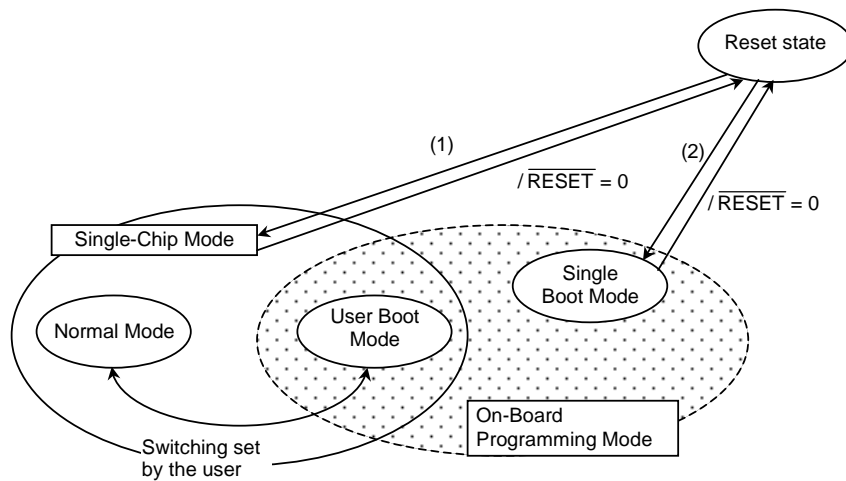 Reset state
(1)
(2)
/RESET = 0
/RESET = 0
Single-Chip Mode
Single
Boot Mode
Normal Mode
User Boot
Mode
On-Board
Programming Mode
Switching set
by the user